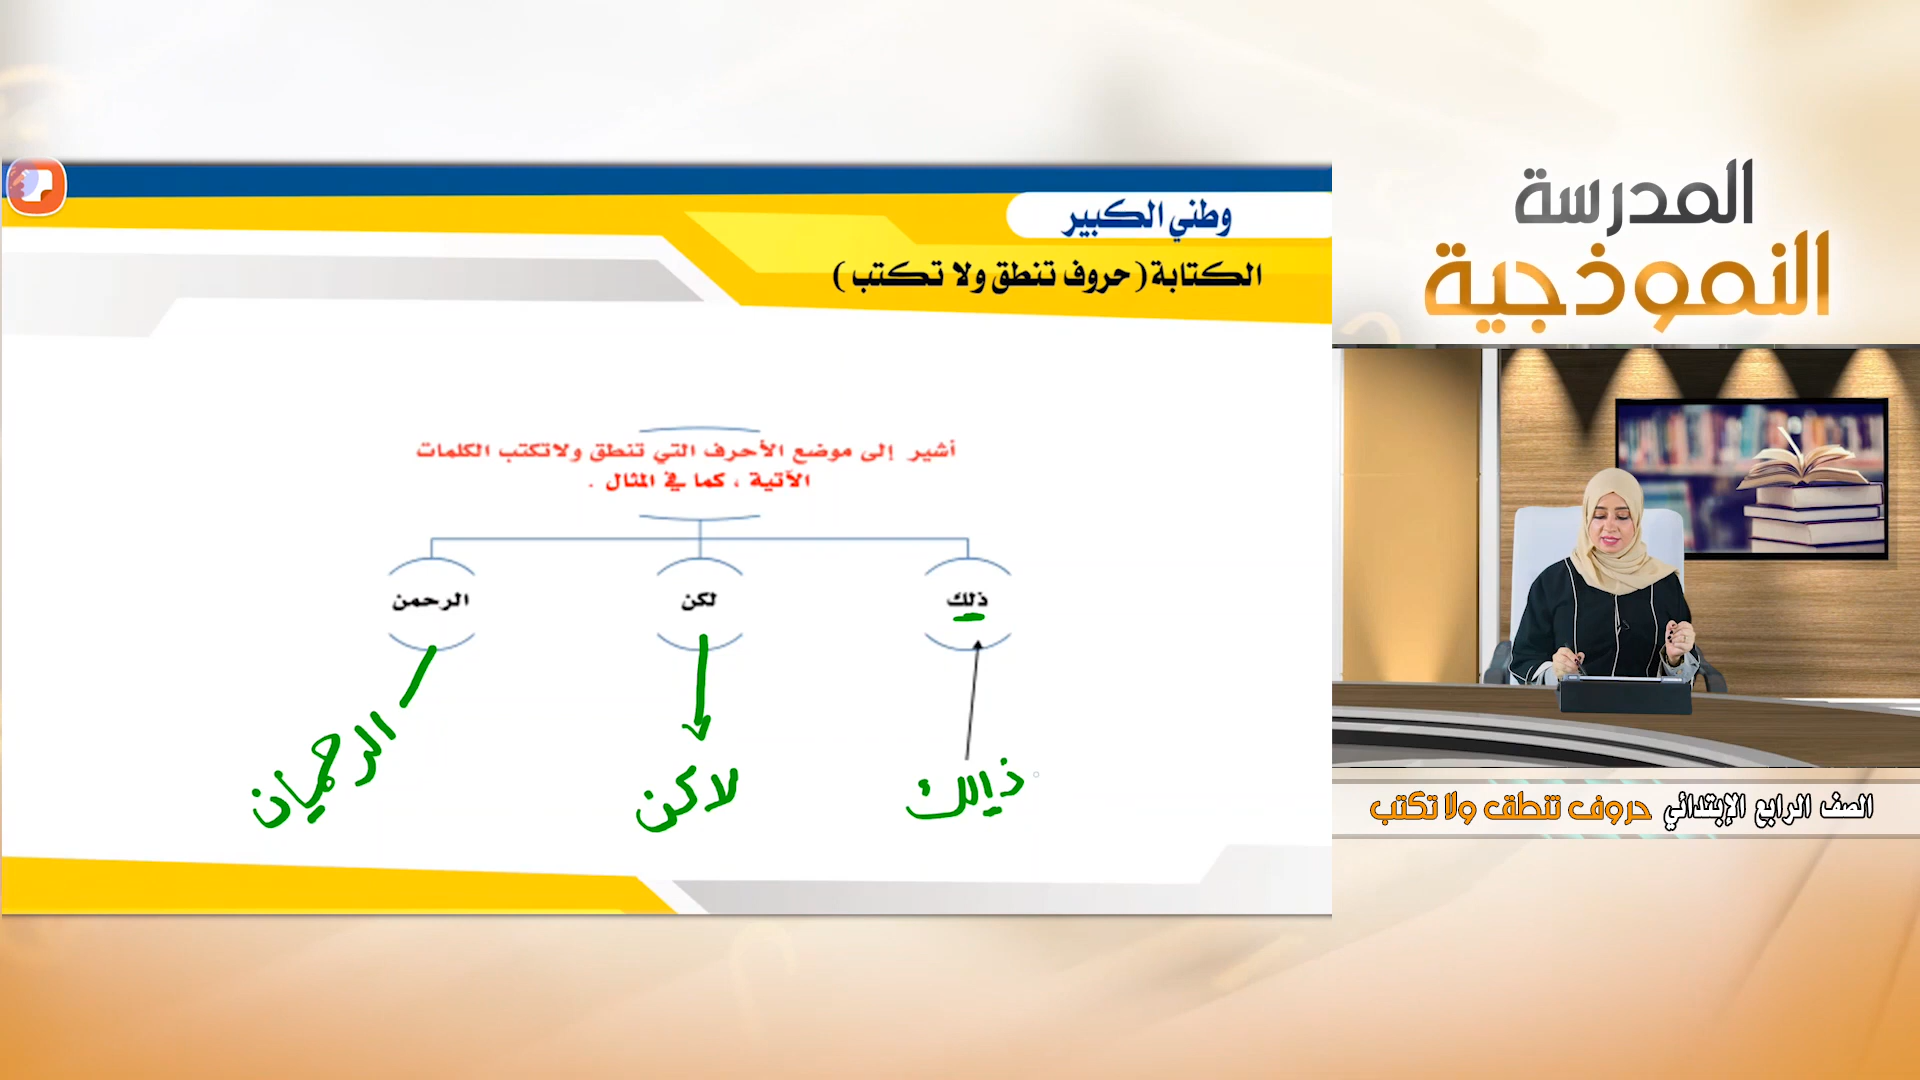 المدرسة
النموذجية
وطني الكبير
الكتابة ( حروف تنطق ولا تكتب )
أشير إلى موضع الأحرف التي تنطق ولاتكتب الكلمات
الآتية ، كما في المثال .
ذلك
لكن
الرحمن
ذالك
لاكن
الرحمان
الصف الرابع الإبتدائي حروف تنطق ولا تكتب